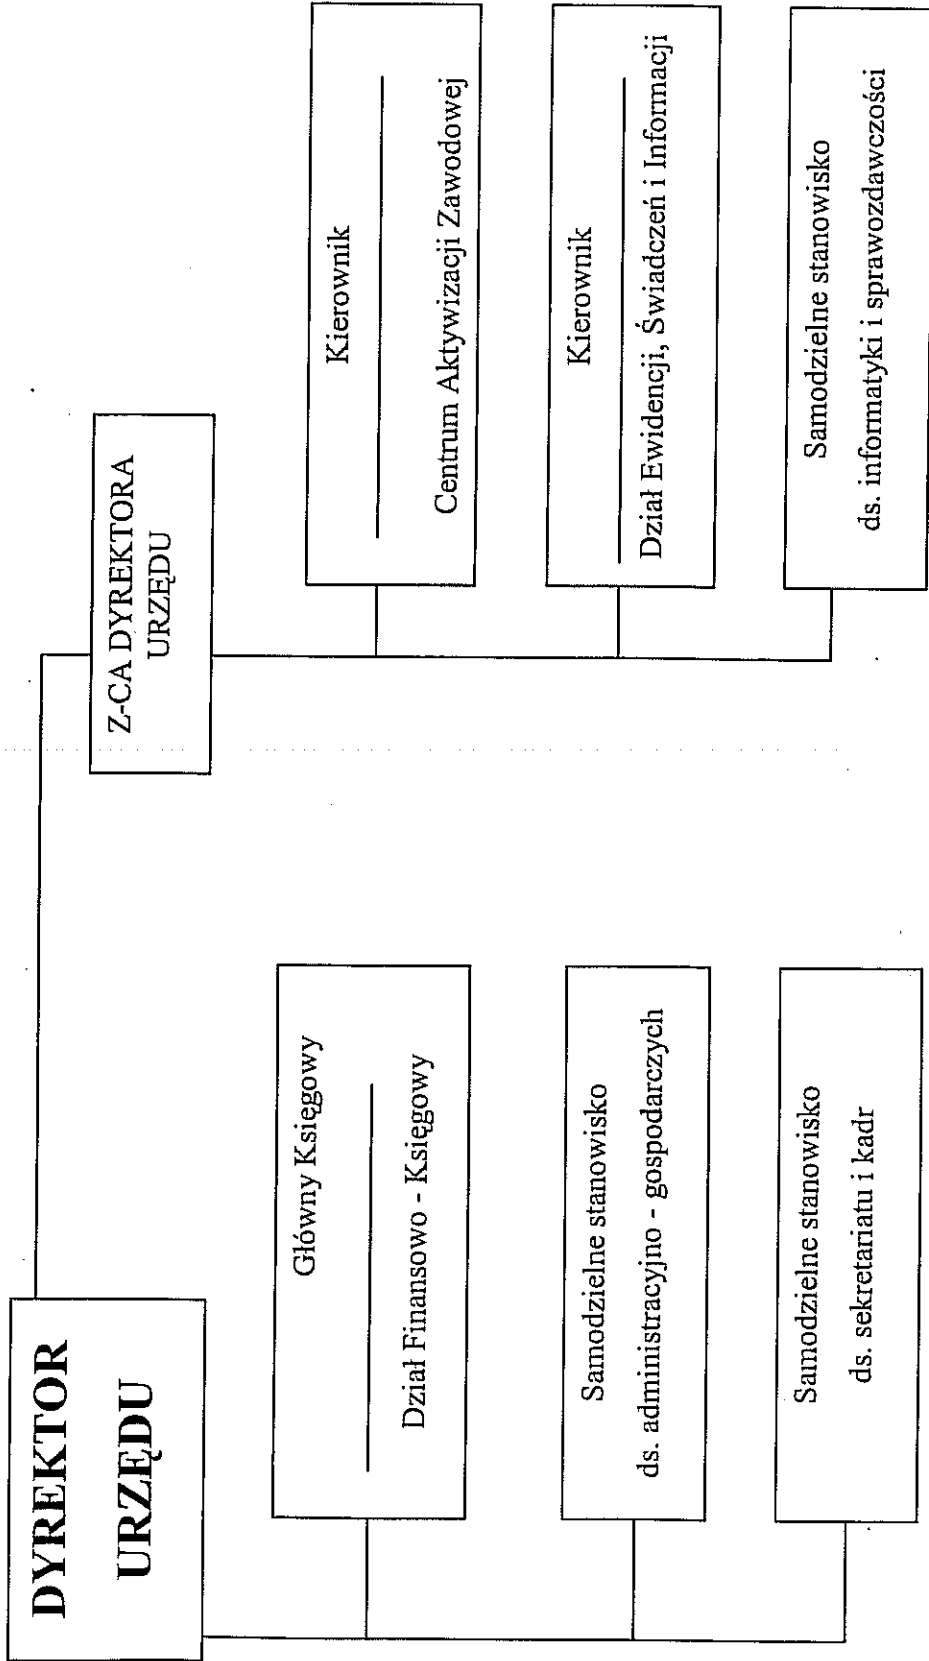 DYREKTOR
URZĘDU
Główny Księgowy
Dział Finansowo - Księgowy
Samodzielne stanowisko
ds. administracyjno - gospodarczych
Samodzielne stanowisko
ds. sekretariatu i kadr
Z-CA DYREKTORA
URZĘDU
Kierownik
Centrum Aktywizacji Zawodowej
Kierownik
Dział Ewidencji, Świadczeń i Informacji
Samodzielne stanowisko
ds. informatyki i sprawozdawczości